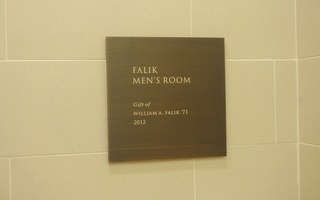 FALIK
MEN'S ROOM
Gift of
WILLIAM A. FALIK '71
2012